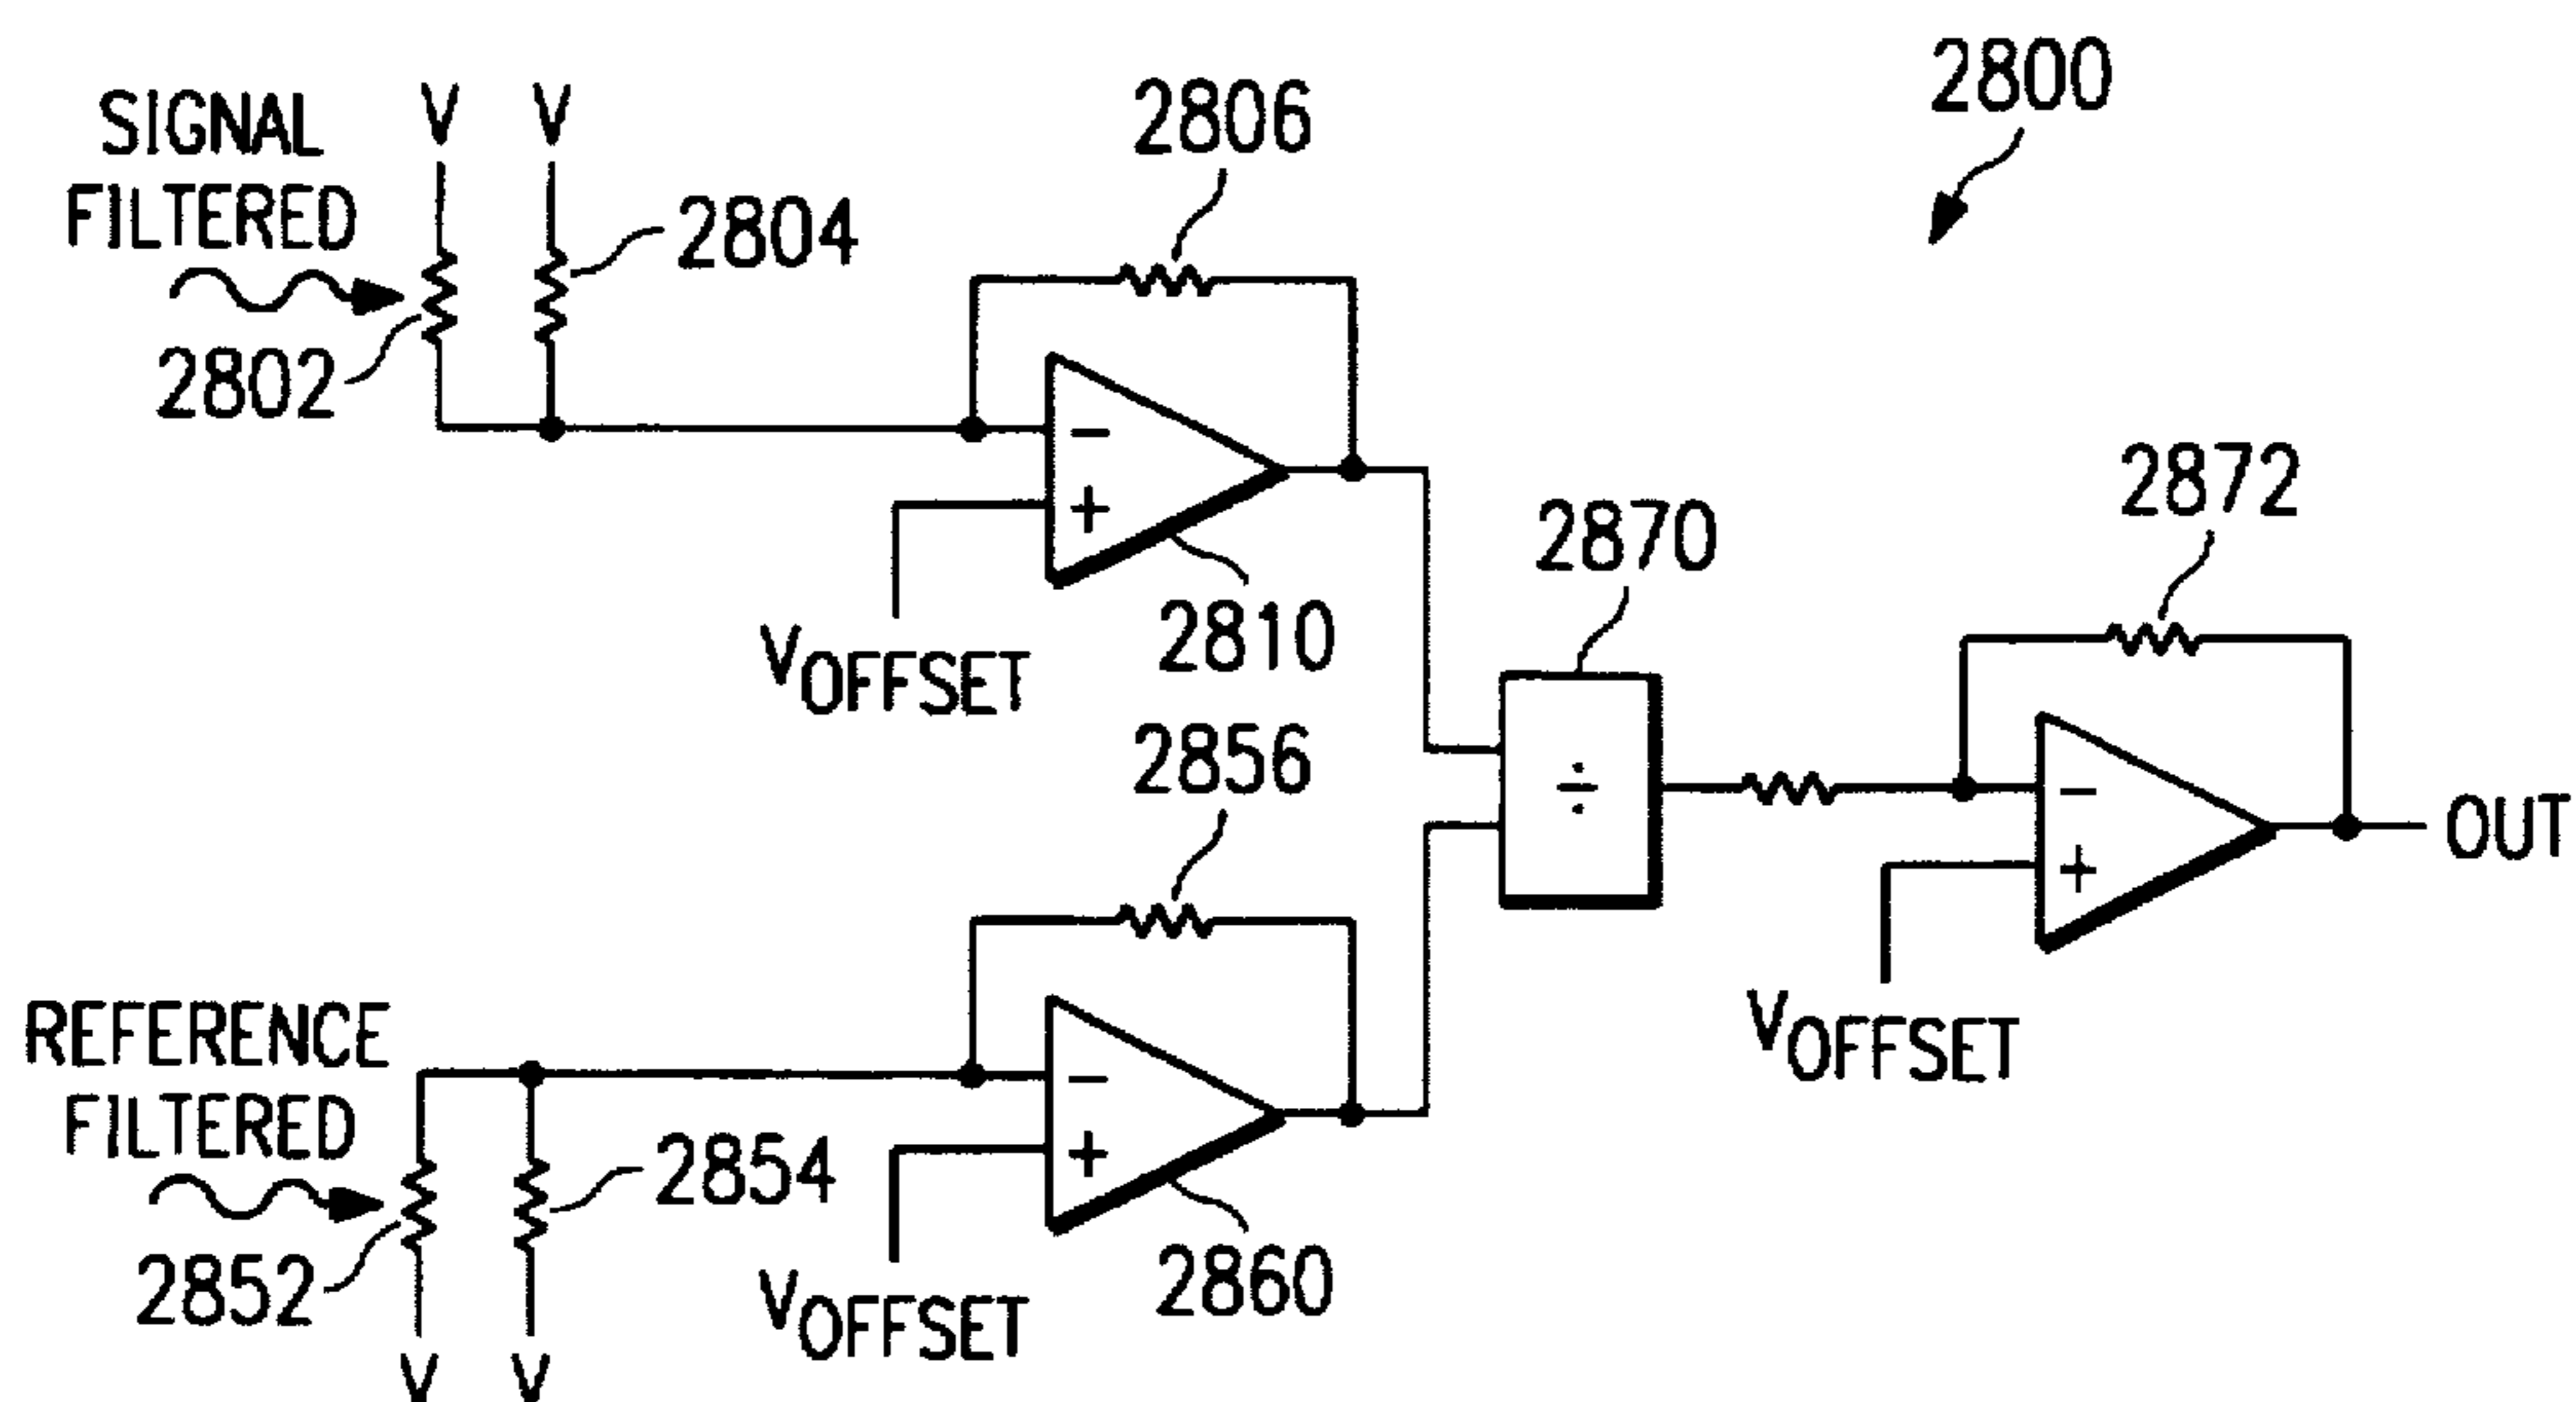 2800
SIGNAL
FILTERED
V
V
2806
2804
2802
-
+
VOFFSET
2810
2870
÷
2872
-
+
VOFFSET
OUT
2856
REFERENCE
FILTERED
2854
2852
V
V
-
+
VOFFSET
2860